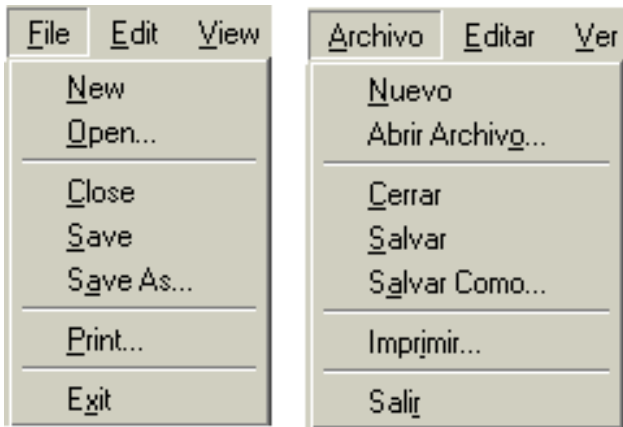 File Edit View
New
Open...
Close
Save
Save As...
Print...
Exit
Archivo Editar Ver
Nuevo
Abrir Archivo...
Cerrar
Salvar
Salvar Como...
Imprimir...
Salir